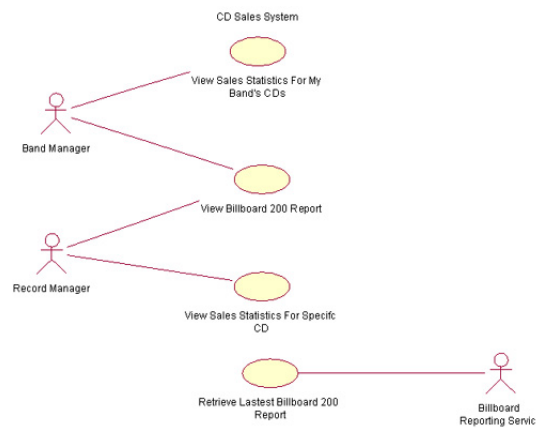 CD Sales System
View Sales Statistics For My
Band's CDs
Band Manager
View Billboard 200 Report
Record Manager
View Sales Statistics For Specifc
CD
Retrieve Lastest Billboard 200
Report
Billboard
Reporting Servic